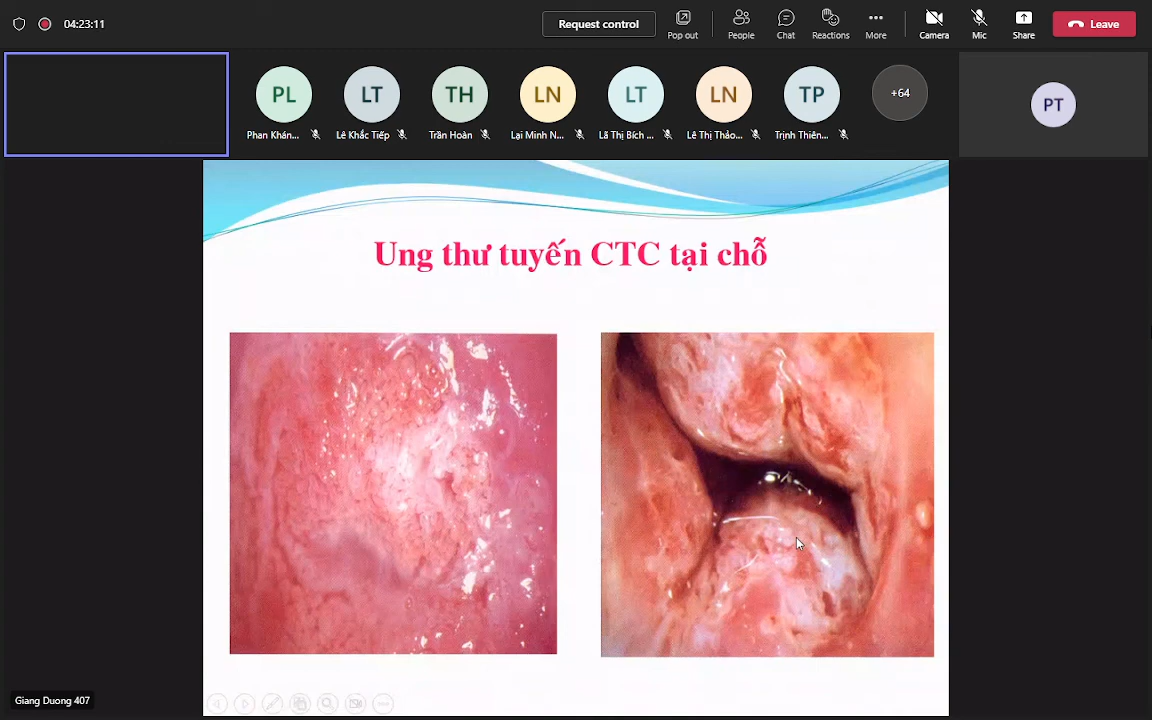 04:23:11
Request control
Pop out
People
Chat
Reactions
More
Camera
Mic
Share
Leave
PL
LT
TH
LN
LT
LN
TP
+64
PT
Phan Khán...
Lê Khắc Tiếp
Trần Hoàn
Lại Minh N...
Lã Thị Bích ...
Lê Thị Thảo...
Trịnh Thiên...
Ung thư tuyến CTC tại chỗ
Giang Duong 407